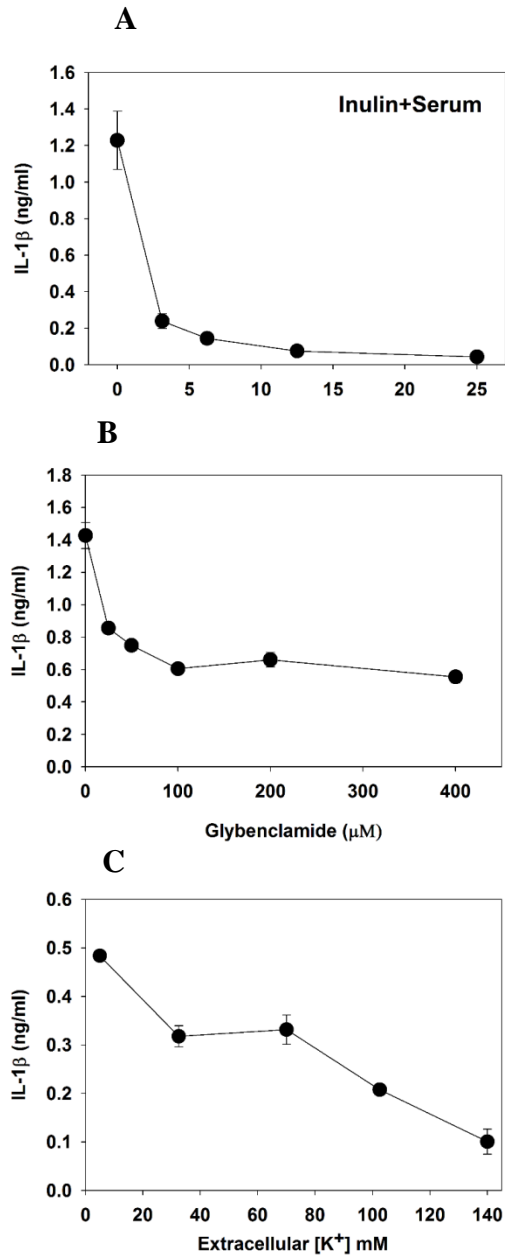 A
1.6
1.4
1.2
1.0
0.8
0.6
0.4
0.2
0.0
IL-1β (ng/ml)
Inulin+Serum
0 5 10 15 20 25
B
1.8
1.6
1.4
1.2
1.0
0.8
0.6
0.4
0.2
0.0
IL-1β (ng/ml)
0 100 200 300 400
Glybenclamide (μM)
C
0.6
0.5
0.4
0.3
0.2
0.1
0.0
IL-1β (ng/ml)
0 20 40 60 80 100 120 140
Extracellular [K⁺] mM